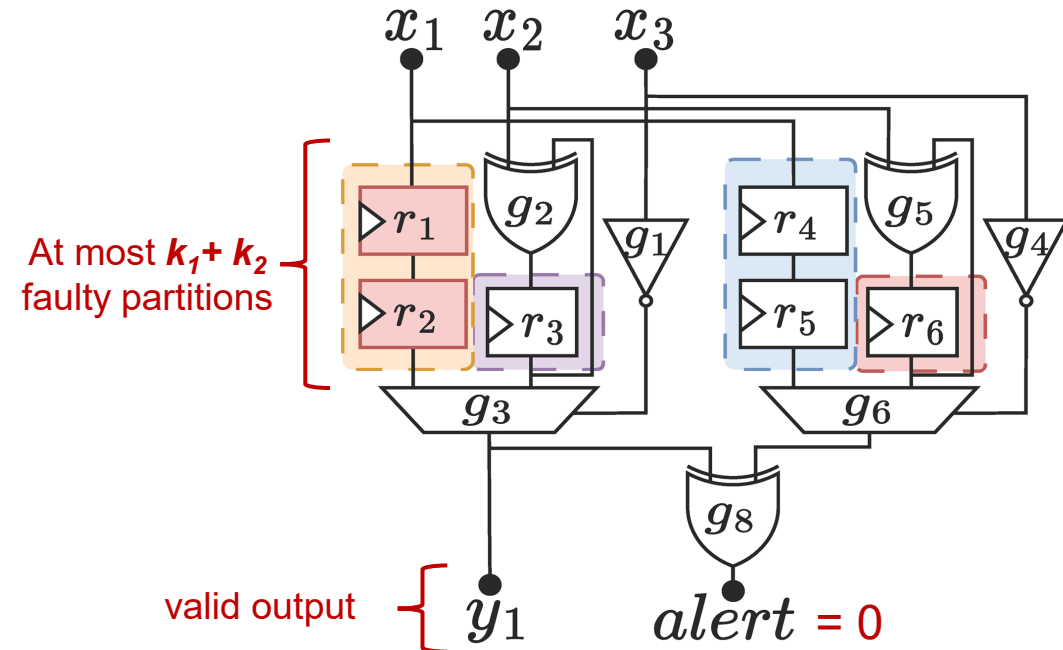 x1 x2 x3
g2 g5
r1 g1 r4 g4
At most k1+ k2
faulty partitions
r2 r3 r5 r6
g3 g6
g8
valid output
y1 alert = 0